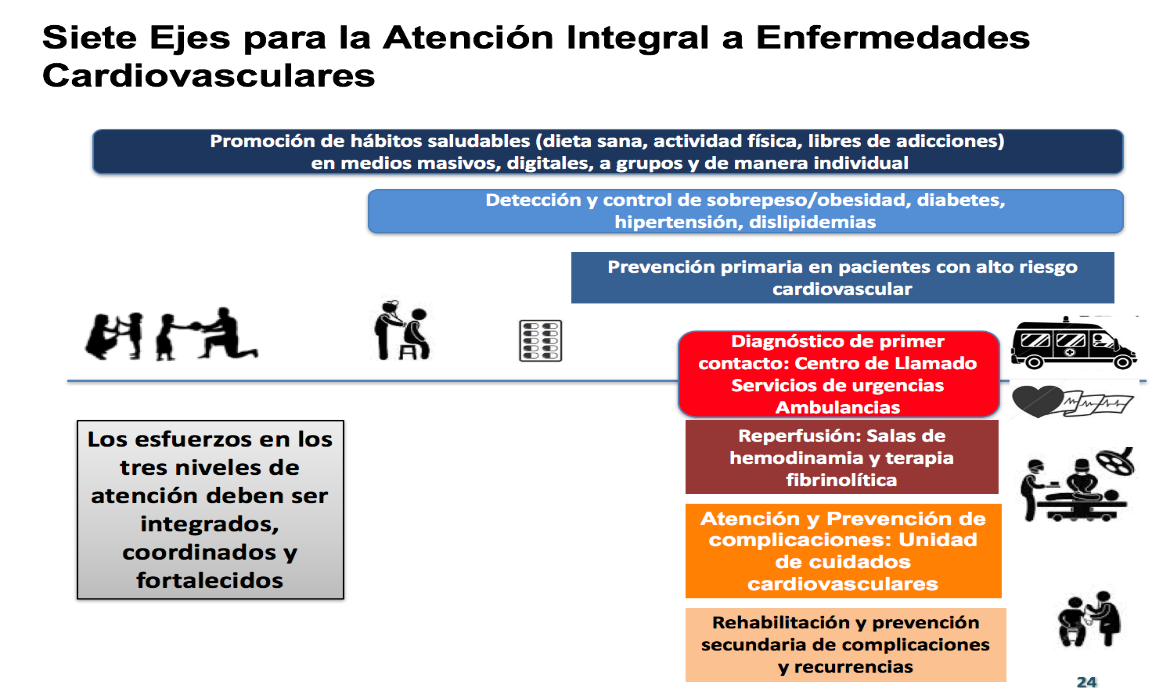 Siete Ejes para la Atención Integral a Enfermedades
Cardiovasculares
Promoción de hábitos saludables (dieta sana, actividad física, libres de adicciones)
en medios masivos, digitales, a grupos y de manera individual
Detección y control de sobrepeso/obesidad, diabetes,
hipertensión, dislipidemias
Prevención primaria en pacientes con alto riesgo
cardiovascular
Diagnóstico de primer
contacto: Centro de Llamado
Servicios de urgencias
Ambulancias
Los esfuerzos en los
tres niveles de
atención deben ser
integrados,
coordinados y
fortalecidos
Reperfusión: Salas de
hemodinamia y terapia
fibrinolítica
Atención y Prevención de
complicaciones: Unidad
de cuidados
cardiovasculares
Rehabilitación y prevención
secundaria de complicaciones
y recurrencias
24